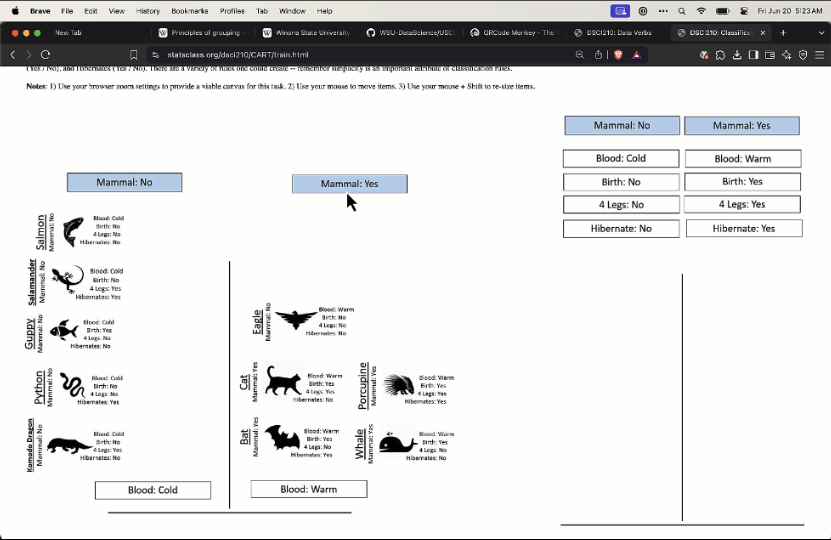 Brave File Edit View History Bookmarks Profiles Tab Window Help Fri Jun 20 5:23 AM
New Tab Principles of grouping - Winona State University WSU-DataScience/USC QRCode Monkey - The DSCI210: Data Verbs DSCI 210: Classificat
statsclass.org/dsci210/CART/train.html
(Yes / No), and Hibernates (Yes / No). There are a variety of rules one could create -- remember simplicity is an important attribute of classification rules.
Notes: 1) Use your browser zoom settings to provide a viable canvas for this task. 2) Use your mouse to move items. 3) Use your mouse + Shift to re-size items.
Mammal: No
Mammal: Yes
Salmon
Mammal: No
Blood: Cold
Birth: No
4 Legs: No
Hibernates: No
Salamander
Mammal: No
Blood: Cold
Birth: No
4 Legs: Yes
Hibernates: Yes
Guppy
Mammal: No
Blood: Cold
Birth: Yes
4 Legs: No
Hibernates: No
Python
Mammal: No
Blood: Cold
Birth: No
4 Legs: No
Hibernates: Yes
Komodo Dragon
Mammal: No
Blood: Cold
Birth: No
4 Legs: Yes
Hibernates: No
Blood: Cold
Eagle
Mammal: No
Blood: Warm
Birth: No
4 Legs: No
Hibernates: No
Cat
Mammal: Yes
Blood: Warm
Birth: Yes
4 Legs: Yes
Hibernates: No
Porcupine
Mammal: Yes
Blood: Warm
Birth: Yes
4 Legs: Yes
Hibernates: Yes
Bat
Mammal: Yes
Blood: Warm
Birth: Yes
4 Legs: No
Hibernates: Yes
Whale
Mammal: Yes
Blood: Warm
Birth: Yes
4 Legs: No
Hibernates: No
Blood: Warm
Mammal: No Mammal: Yes
Blood: Cold Blood: Warm
Birth: No Birth: Yes
4 Legs: No 4 Legs: Yes
Hibernate: No Hibernate: Yes